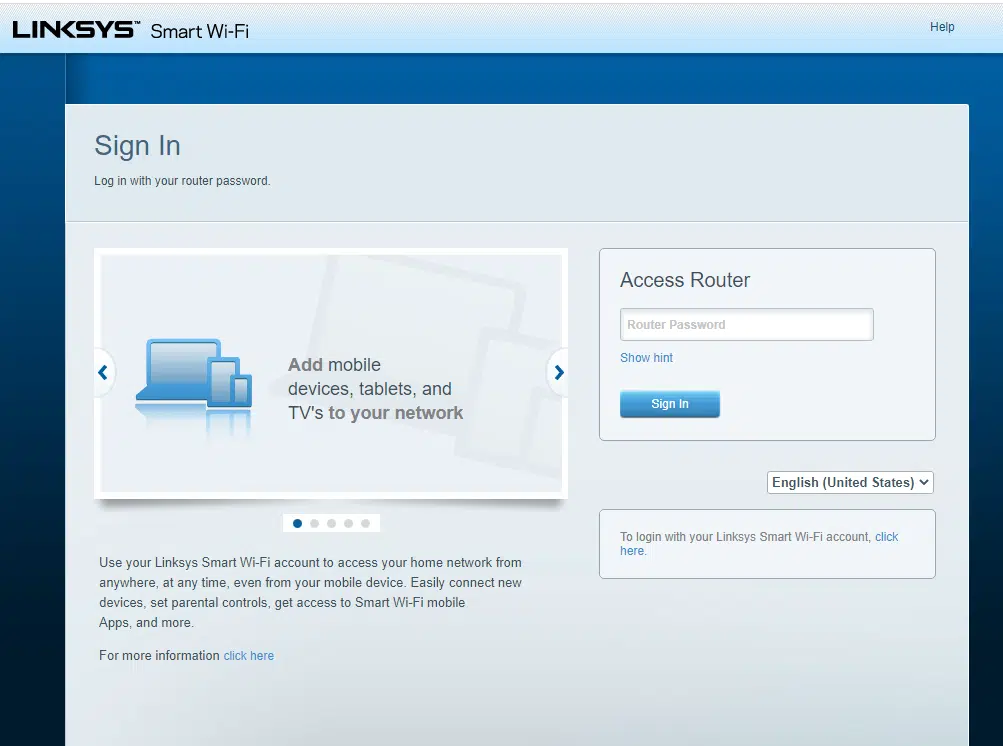 LINKSYS™ Smart Wi-Fi
Help
Sign In
Log in with your router password.
Add mobile
devices, tablets, and
TV's to your network
Use your Linksys Smart Wi-Fi account to access your home network from
anywhere, at any time, even from your mobile device. Easily connect new
devices, set parental controls, get access to Smart Wi-Fi mobile
Apps, and more.
For more information click here
Access Router
Router Password
Show hint
Sign In
English (United States)
To login with your Linksys Smart Wi-Fi account, click
here.